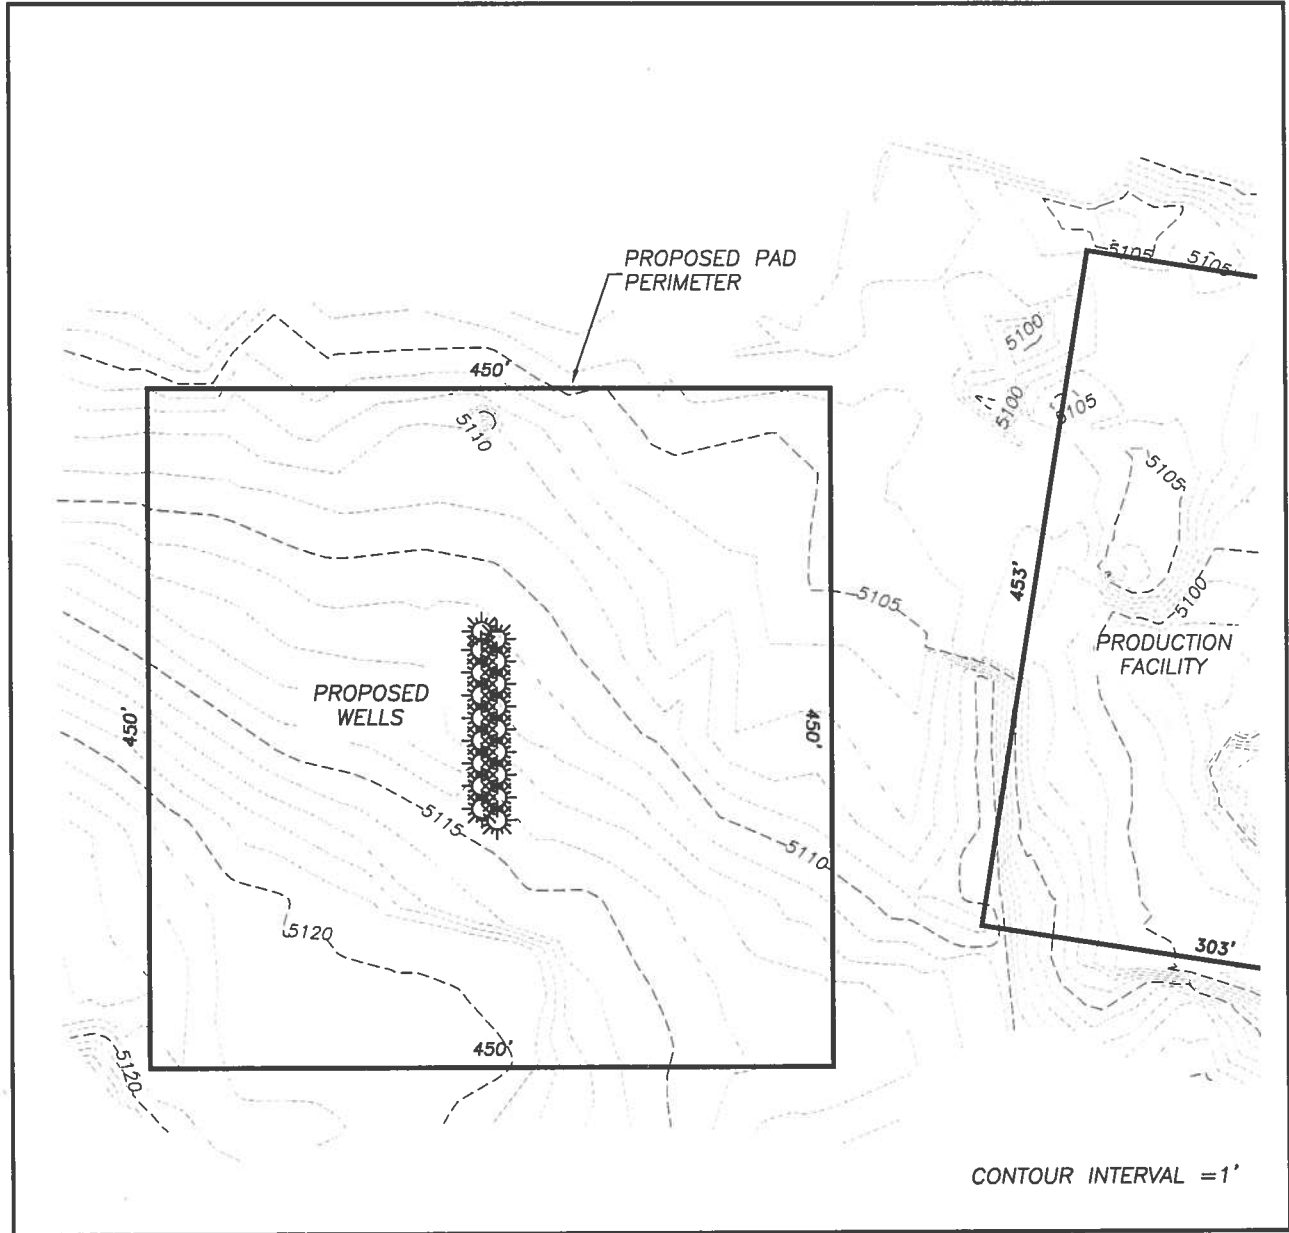 PROPOSED PAD
PERIMETER
5105
5105
5100
450'
5100
5105
5110
5105
453'
5105
5100
PRODUCTION
FACILITY
PROPOSED
WELLS
450'
450'
5115
5110
5120
303'
450'
5120
CONTOUR INTERVAL =1'